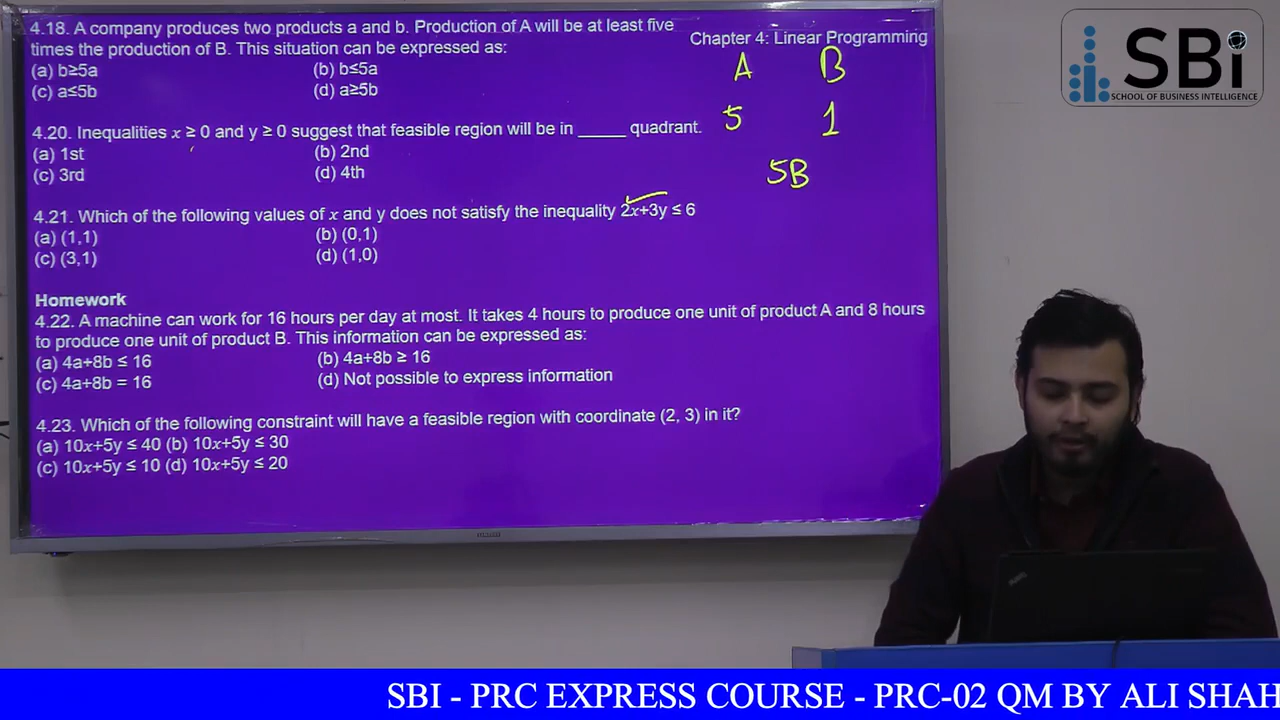 4.18. A company produces two products a and b. Production of A will be at least five
times the production of B. This situation can be expressed as:
(a) b≥5a (b) b≤5a
(c) a≤5b (d) a≥5b
Chapter 4: Linear Programming
A B
5 1
5B
4.20. Inequalities x ≥ 0 and y ≥ 0 suggest that feasible region will be in _____ quadrant.
(a) 1st (b) 2nd
(c) 3rd (d) 4th
4.21. Which of the following values of x and y does not satisfy the inequality 2x+3y ≤ 6
(a) (1,1) (b) (0,1)
(c) (3,1) (d) (1,0)
Homework
4.22. A machine can work for 16 hours per day at most. It takes 4 hours to produce one unit of product A and 8 hours
to produce one unit of product B. This information can be expressed as:
(a) 4a+8b ≤ 16 (b) 4a+8b ≥ 16
(c) 4a+8b = 16 (d) Not possible to express information
4.23. Which of the following constraint will have a feasible region with coordinate (2, 3) in it?
(a) 10x+5y ≤ 40 (b) 10x+5y ≤ 30
(c) 10x+5y ≤ 10 (d) 10x+5y ≤ 20
SBi
SCHOOL OF BUSINESS INTELLIGENCE
ThinkPad
SBI - PRC EXPRESS COURSE - PRC-02 QM BY ALI SHAH